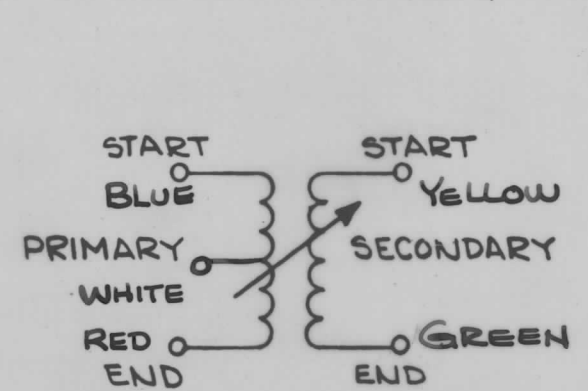 START START
BLUE YELLOW
PRIMARY SECONDARY
WHITE
RED GREEN
END END